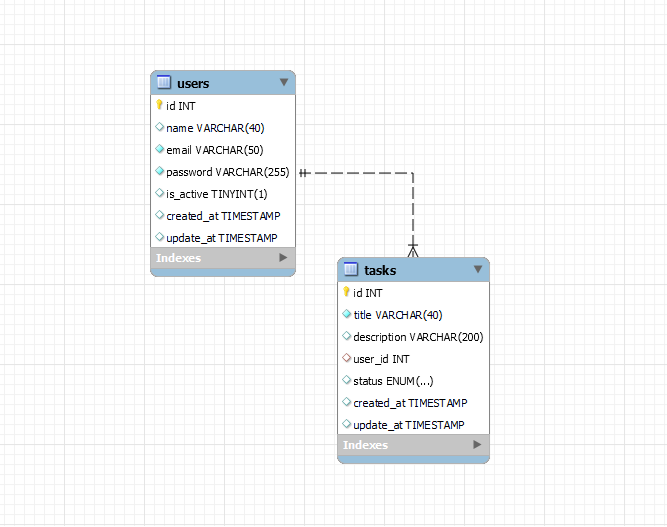 users
id INT
name VARCHAR(40)
email VARCHAR(50)
password VARCHAR(255)
is_active TINYINT(1)
created_at TIMESTAMP
update_at TIMESTAMP
Indexes
tasks
id INT
title VARCHAR(40)
description VARCHAR(200)
user_id INT
status ENUM(...)
created_at TIMESTAMP
update_at TIMESTAMP
Indexes